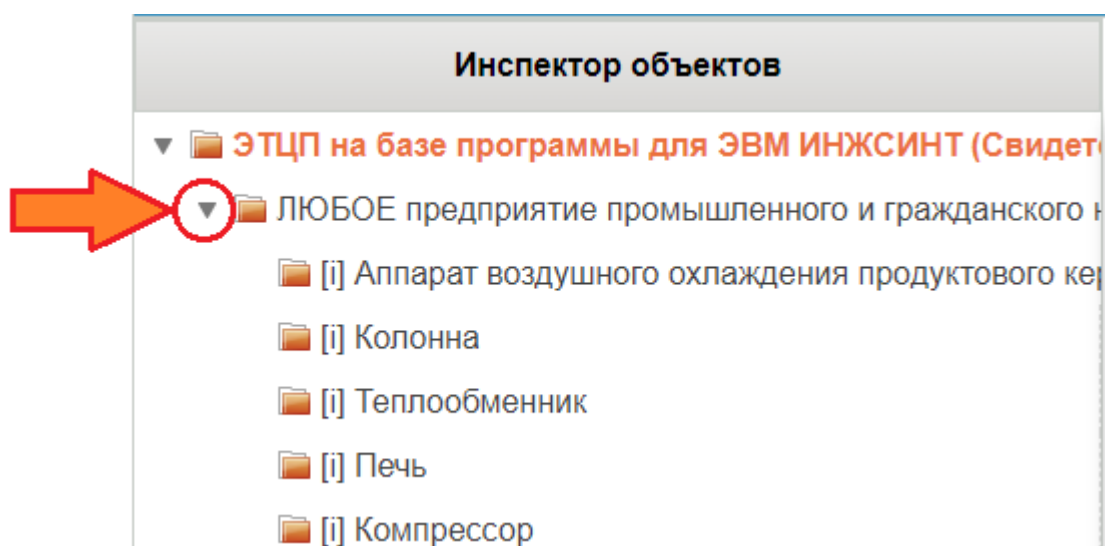 Инспектор объектов
ЭТЦП на базе программы для ЭВМ ИНЖСИНТ (Свидет
ЛЮБОЕ предприятие промышленного и гражданского
[i] Аппарат воздушного охлаждения продуктового кер
[i] Колонна
[i] Теплообменник
[i] Печь
[i] Компрессор